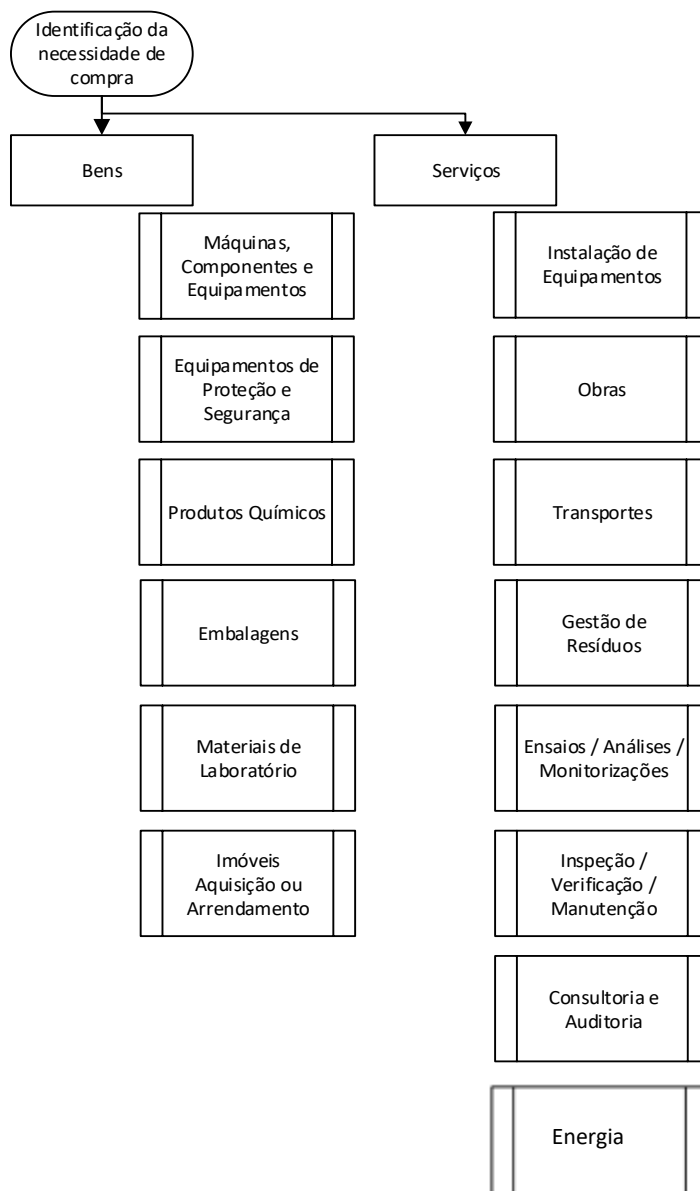 Identificação da
necessidade de
compra
Bens
Serviços
Máquinas,
Componentes e
Equipamentos
Instalação de
Equipamentos
Equipamentos de
Proteção e
Segurança
Obras
Produtos Químicos
Transportes
Embalagens
Gestão de
Resíduos
Materiais de
Laboratório
Ensaios / Análises /
Monitorizações
Imóveis
Aquisição ou
Arrendamento
Inspeção /
Verificação /
Manutenção
Consultoria e
Auditoria
Energia